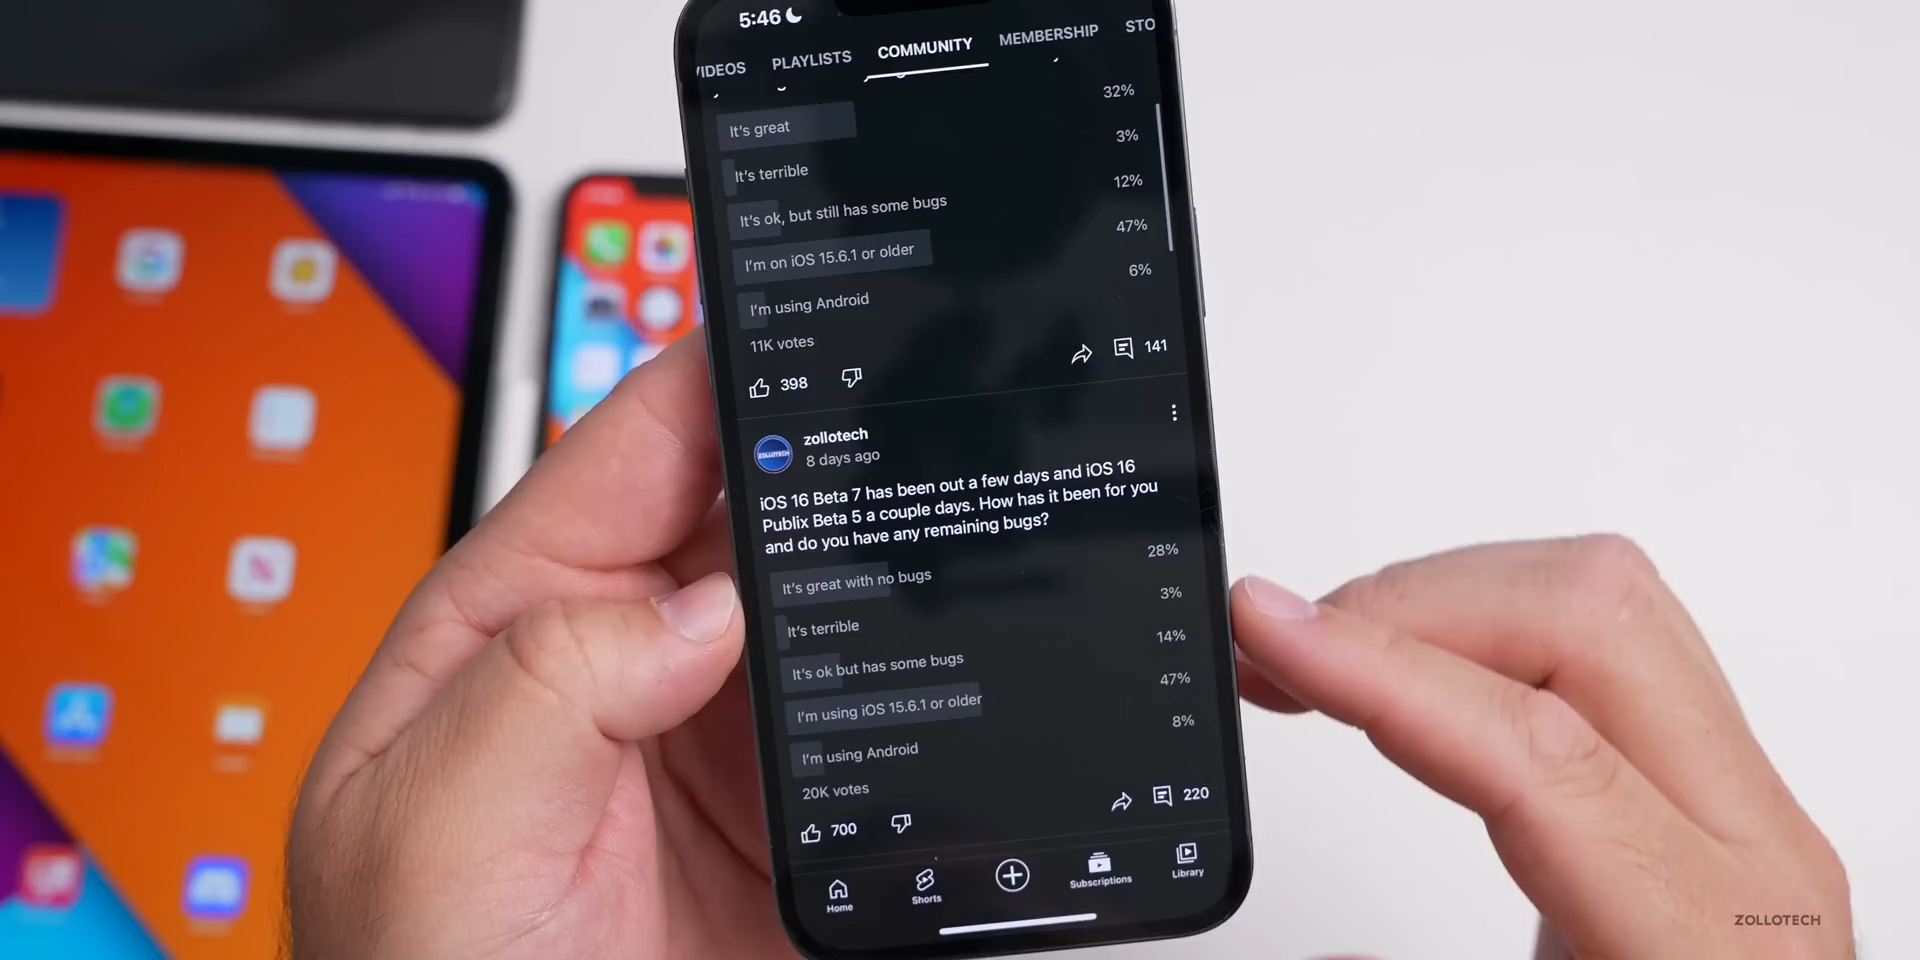 5:46
VIDEOS PLAYLISTS COMMUNITY MEMBERSHIP STO
32%
It's great
3%
It's terrible
12%
It's ok, but still has some bugs
47%
I'm on iOS 15.6.1 or older
6%
I'm using Android
11K votes
398
141
zollotech
8 days ago
ZOLLOTECH
iOS 16 Beta 7 has been out a few days and iOS 16
Publix Beta 5 a couple days. How has it been for you
and do you have any remaining bugs?
28%
It's great with no bugs
3%
It's terrible
14%
It's ok but has some bugs
47%
I'm using iOS 15.6.1 or older
8%
I'm using Android
20K votes
700
220
Home
Shorts
Subscriptions
Library
ZOLLOTECH